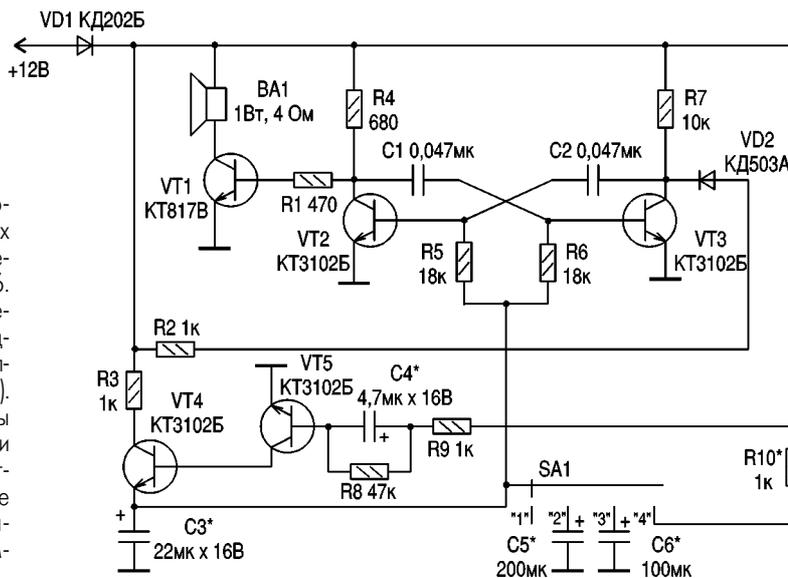 VD1 КД202Б
+12В
BA1
1Вт, 4 Ом
R4
680
R7
10к
C1 0,047мк
C2 0,047мк
VD2
КД503А
VT1
КТ817В
R1 470
VT2
КТ3102Б
R5
18к
R6
18к
VT3
КТ3102Б
R2 1к
R3
1к
VT4
КТ3102Б
VT5
КТ3102Б
C4*
4,7мк x 16В
+
R9 1к
R8 47к
R10*
1к
SA1
"1"
"2"
+
"3"
+
"4"
+
C3*
22мк x 16В
C5*
200мк
C6*
100мк